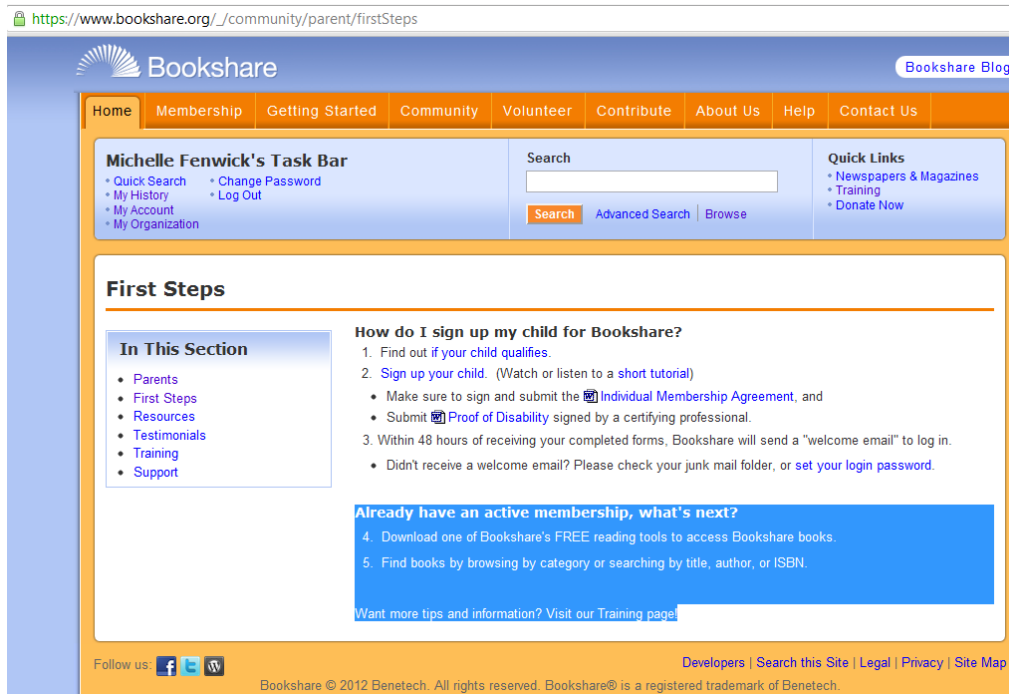 https://www.bookshare.org/_/community/parent/firstSteps
Bookshare
Bookshare Blog
Home Membership Getting Started Community Volunteer Contribute About Us Help Contact Us
Michelle Fenwick's Task Bar
Quick Search
Change Password
My History
Log Out
My Account
My Organization
Search
Search Advanced Search | Browse
Quick Links
Newspapers & Magazines
Training
Donate Now
First Steps
In This Section
Parents
First Steps
Resources
Testimonials
Training
Support
How do I sign up my child for Bookshare?
1. Find out if your child qualifies.
2. Sign up your child. (Watch or listen to a short tutorial)
Make sure to sign and submit the Individual Membership Agreement, and
Submit Proof of Disability signed by a certifying professional.
3. Within 48 hours of receiving your completed forms, Bookshare will send a "welcome email" to log in.
Didn't receive a welcome email? Please check your junk mail folder, or set your login password.
Already have an active membership, what's next?
4. Download one of Bookshare's FREE reading tools to access Bookshare books.
5. Find books by browsing by category or searching by title, author, or ISBN.
Want more tips and information? Visit our Training page!
Follow us:
Developers | Search this Site | Legal | Privacy | Site Map
Bookshare © 2012 Benetech. All rights reserved. Bookshare® is a registered trademark of Benetech.